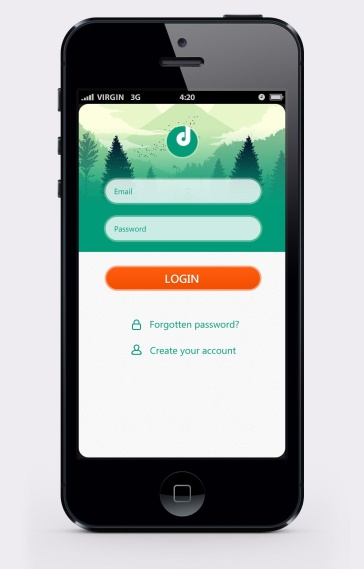 VIRGIN 3G 4:20
d
Email
Password
LOGIN
Forgotten password?
Create your account